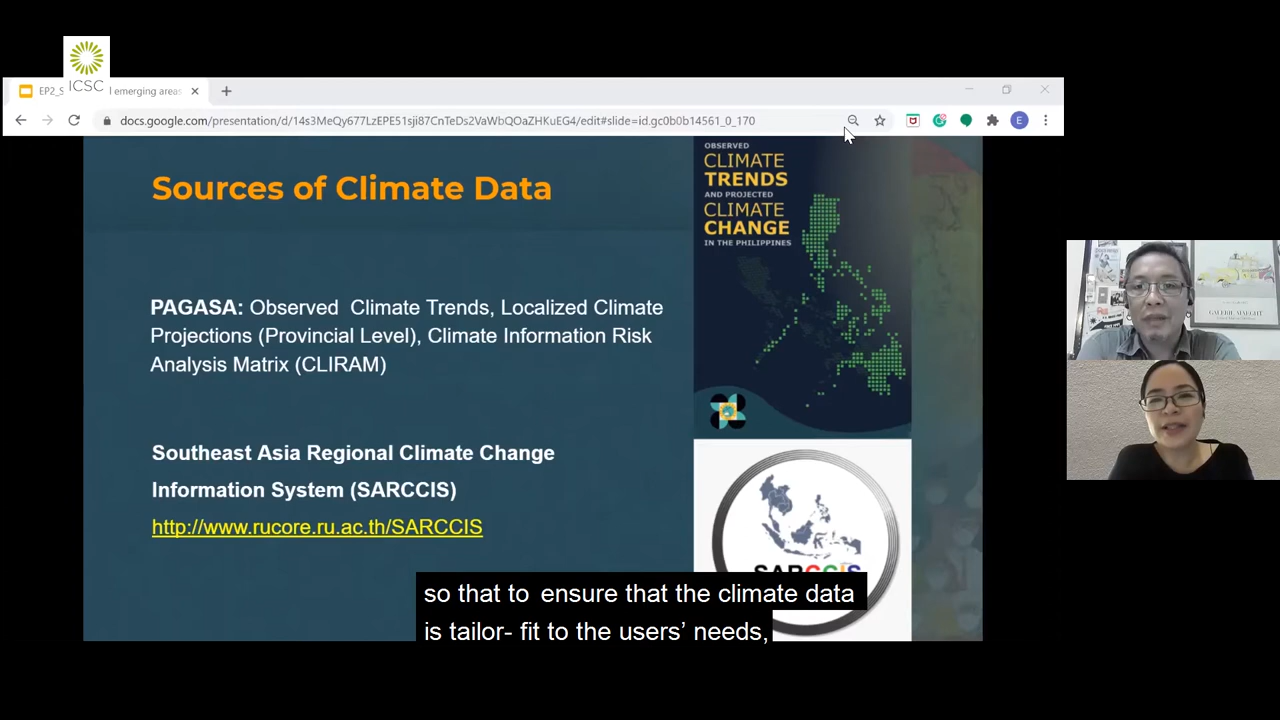 ICSC
EP2_S
l emerging areas
docs.google.com/presentation/d/14s3MeQy677LzEPE51sji87CnTeDs2VaWbQOaZHKuEG4/edit#slide=id.gc0b0b14561_0_170
E
Sources of Climate Data
PAGASA: Observed Climate Trends, Localized Climate
Projections (Provincial Level), Climate Information Risk
Analysis Matrix (CLIRAM)
Southeast Asia Regional Climate Change
Information System (SARCCIS)
http://www.rucore.ru.ac.th/SARCCIS
OBSERVED
CLIMATE
TRENDS
AND PROJECTED
CLIMATE
CHANGE
IN THE PHILIPPINES
SARCCIS
GALERIE MAEGHT
so that to ensure that the climate data
is tailor- fit to the users’ needs,